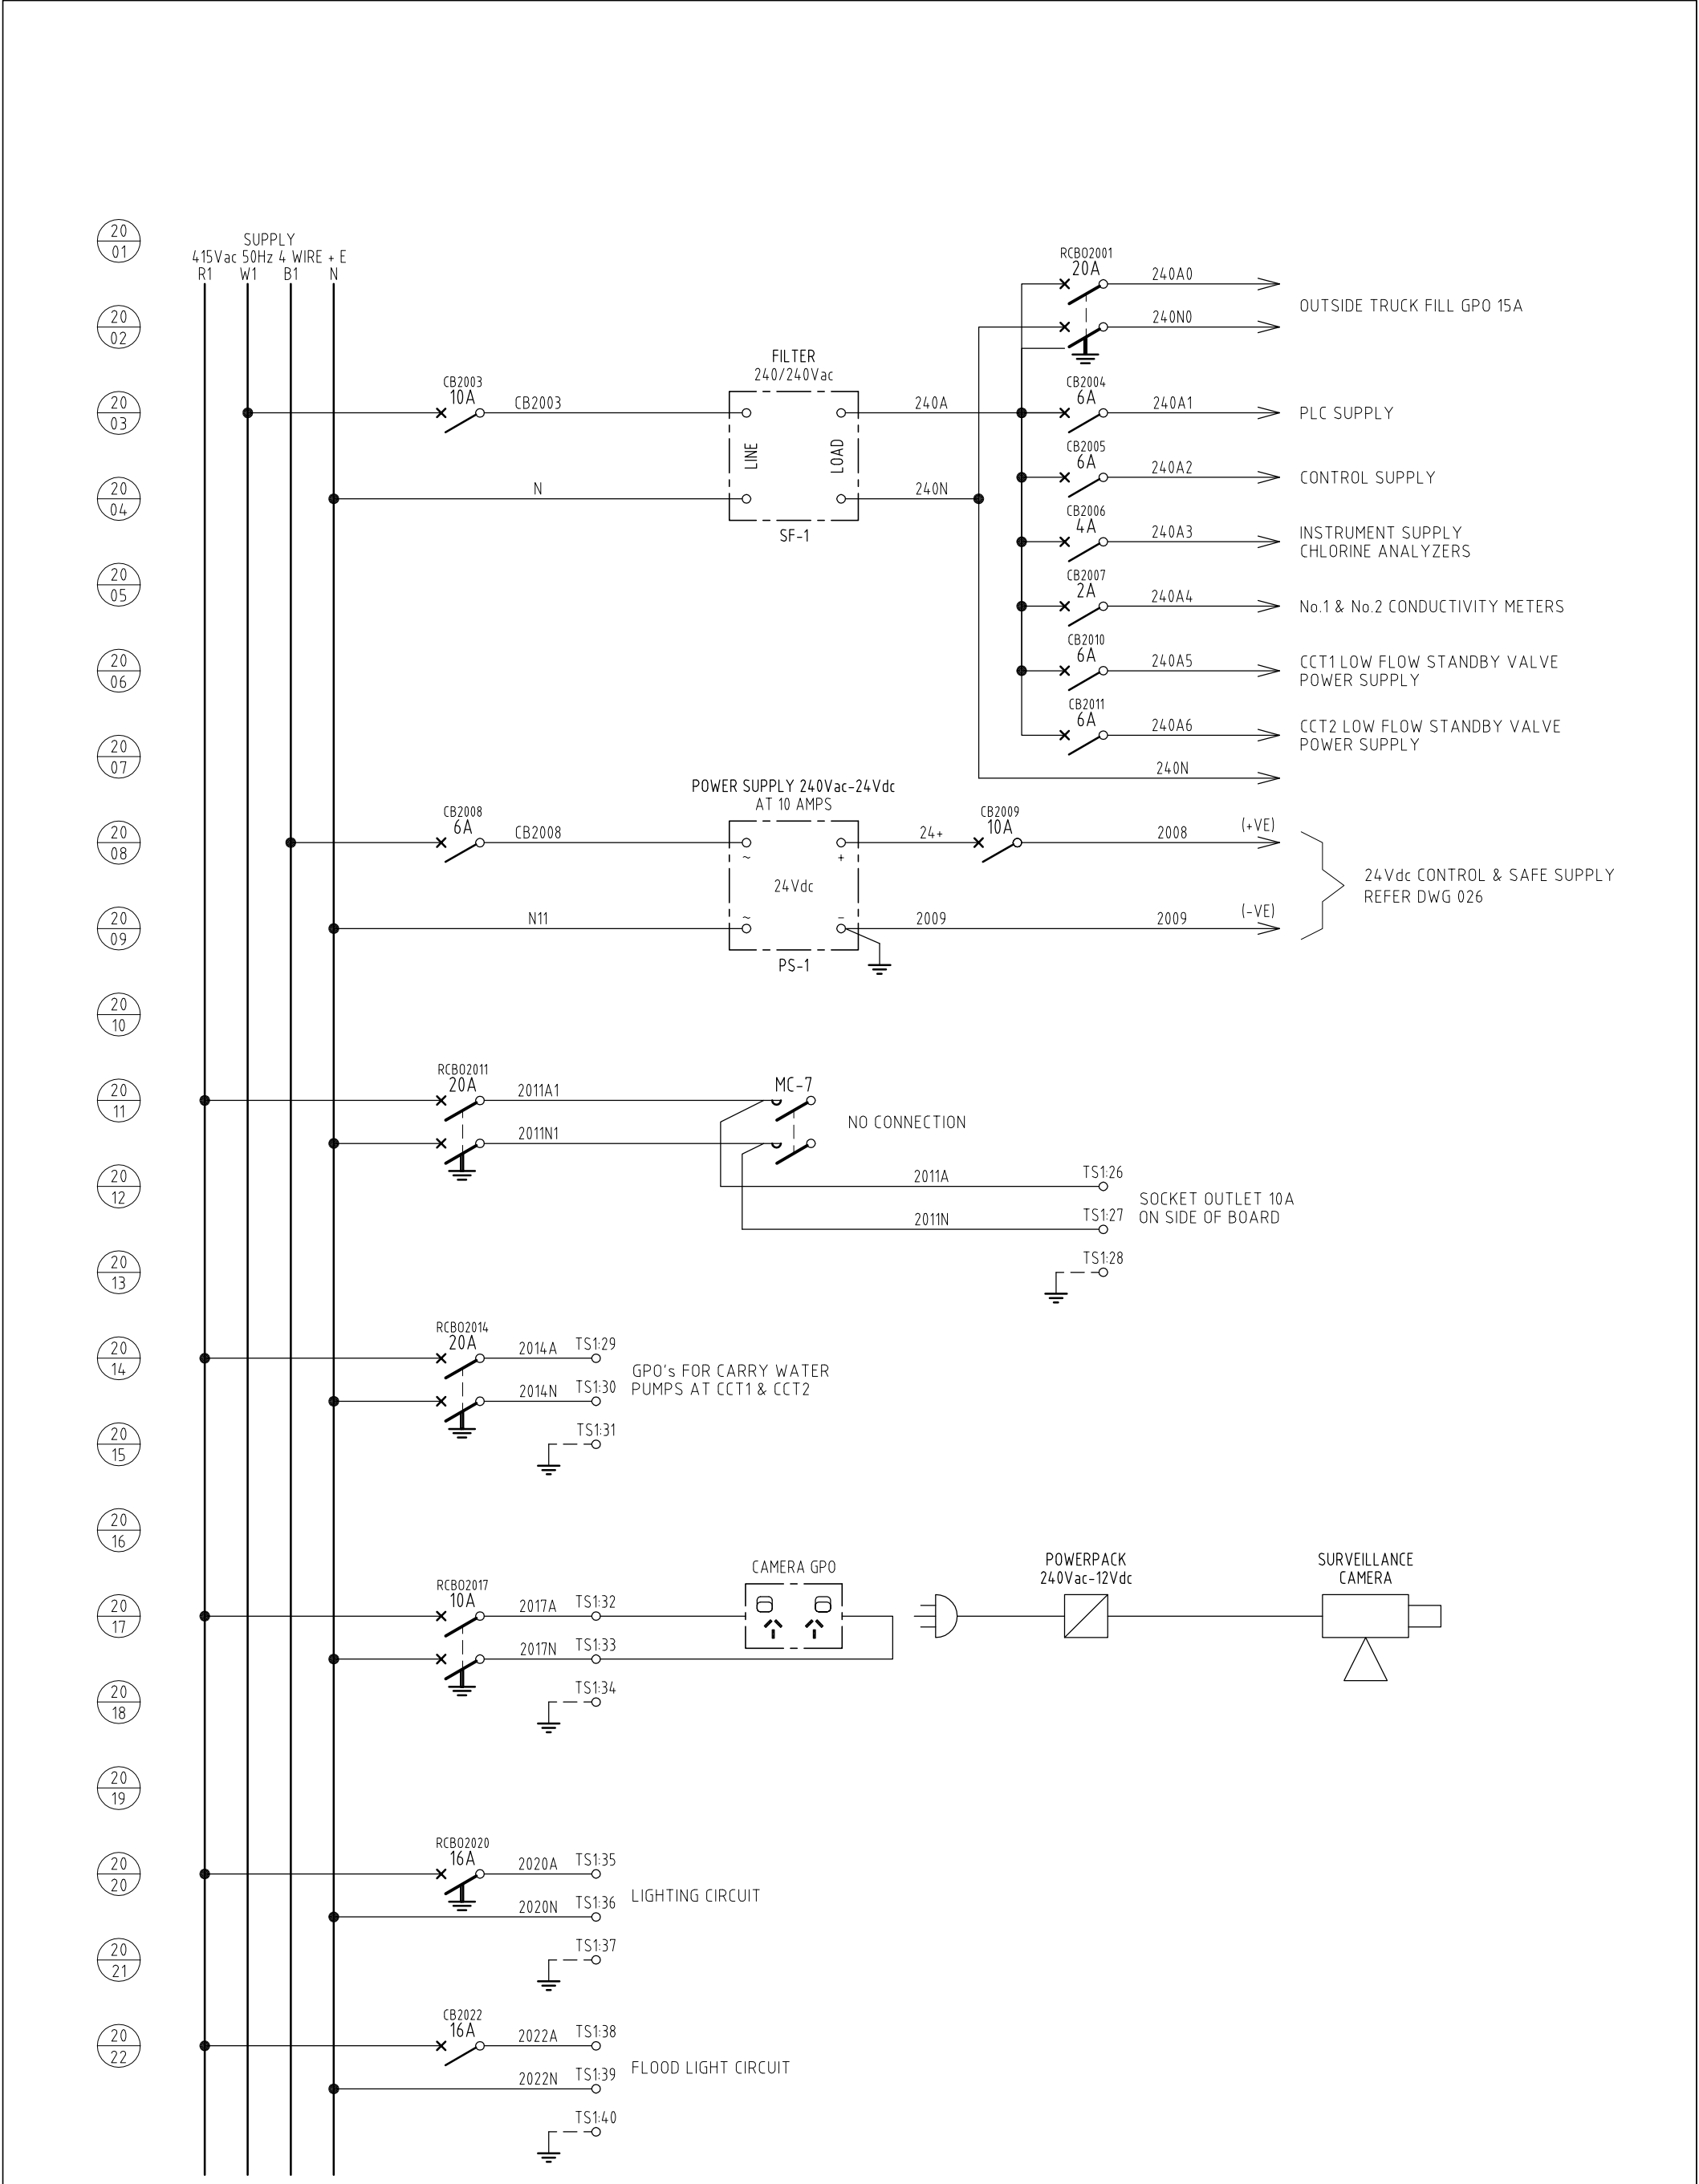 20
01
SUPPLY
415Vac 50Hz 4 WIRE + E
R1 W1 B1 N
RCBO2001
20A
240A0
OUTSIDE TRUCK FILL GPO 15A
20
02
240N0
FILTER
240/240Vac
20
03
CB2003
10A
CB2003
LINE
LOAD
240A
CB2004
6A
240A1
PLC SUPPLY
CB2005
6A
240A2
CONTROL SUPPLY
20
04
N
240N
SF-1
CB2006
4A
240A3
INSTRUMENT SUPPLY
CHLORINE ANALYZERS
20
05
CB2007
2A
240A4
No.1 & No.2 CONDUCTIVITY METERS
20
06
CB2010
6A
240A5
CCT1 LOW FLOW STANDBY VALVE
POWER SUPPLY
CB2011
6A
240A6
CCT2 LOW FLOW STANDBY VALVE
POWER SUPPLY
20
07
240N
POWER SUPPLY 240Vac-24Vdc
AT 10 AMPS
20
08
CB2008
6A
CB2008
~
+
24Vdc
24+
CB2009
10A
2008
(+VE)
24Vdc CONTROL & SAFE SUPPLY
REFER DWG 026
20
09
N11
~
-
2009
2009
(-VE)
PS-1
20
10
20
11
RCBO2011
20A
2011A1
MC-7
NO CONNECTION
2011N1
20
12
2011A
TS1:26
SOCKET OUTLET 10A
ON SIDE OF BOARD
2011N
TS1:27
20
13
TS1:28
20
14
RCBO2014
20A
2014A
TS1:29
GPO's FOR CARRY WATER
PUMPS AT CCT1 & CCT2
2014N
TS1:30
20
15
TS1:31
20
16
20
17
RCBO2017
10A
2017A
TS1:32
CAMERA GPO
POWERPACK
240Vac-12Vdc
SURVEILLANCE
CAMERA
2017N
TS1:33
20
18
TS1:34
20
19
20
20
RCBO2020
16A
2020A
TS1:35
LIGHTING CIRCUIT
2020N
TS1:36
20
21
TS1:37
20
22
CB2022
16A
2022A
TS1:38
FLOOD LIGHT CIRCUIT
2022N
TS1:39
TS1:40